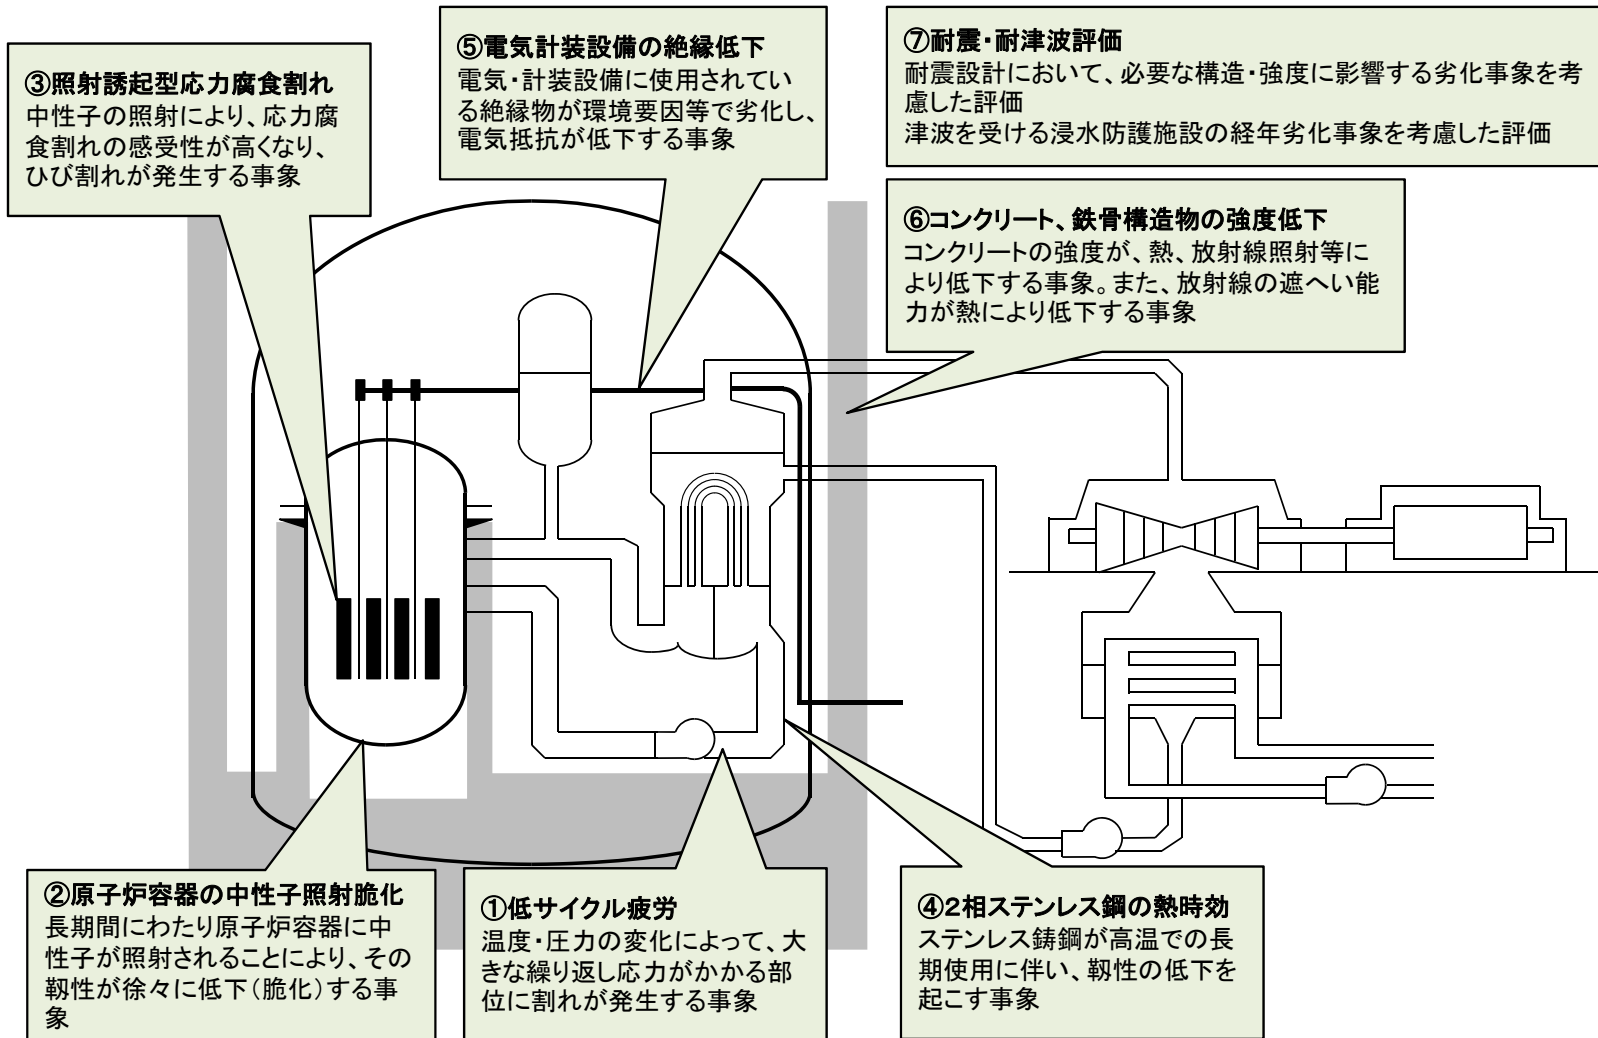 ③照射誘起型応力腐食割れ
中性子の照射により、応力腐
食割れの感受性が高くなり、
ひび割れが発生する事象
⑤電気計装設備の絶縁低下
電気・計装設備に使用されてい
る絶縁物が環境要因等で劣化し、
電気抵抗が低下する事象
⑦耐震・耐津波評価
耐震設計において、必要な構造・強度に影響する劣化事象を考
慮した評価
津波を受ける浸水防護施設の経年劣化事象を考慮した評価
⑥コンクリート、鉄骨構造物の強度低下
コンクリートの強度が、熱、放射線照射等に
より低下する事象。また、放射線の遮へい能
力が熱により低下する事象
②原子炉容器の中性子照射脆化
長期間にわたり原子炉容器に中
性子が照射されることにより、その
靱性が徐々に低下（脆化）する事
象
①低サイクル疲労
温度・圧力の変化によって、大
きな繰り返し応力がかかる部
位に割れが発生する事象
④2相ステンレス鋼の熱時効
ステンレス鋳鋼が高温での長
期使用に伴い、靱性の低下を
起こす事象